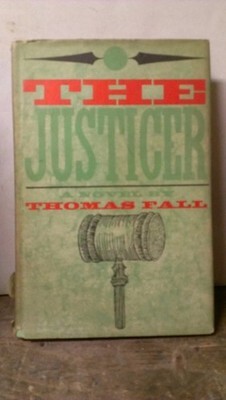 THE
JUSTICER
A NOVEL BY
THOMAS FALL